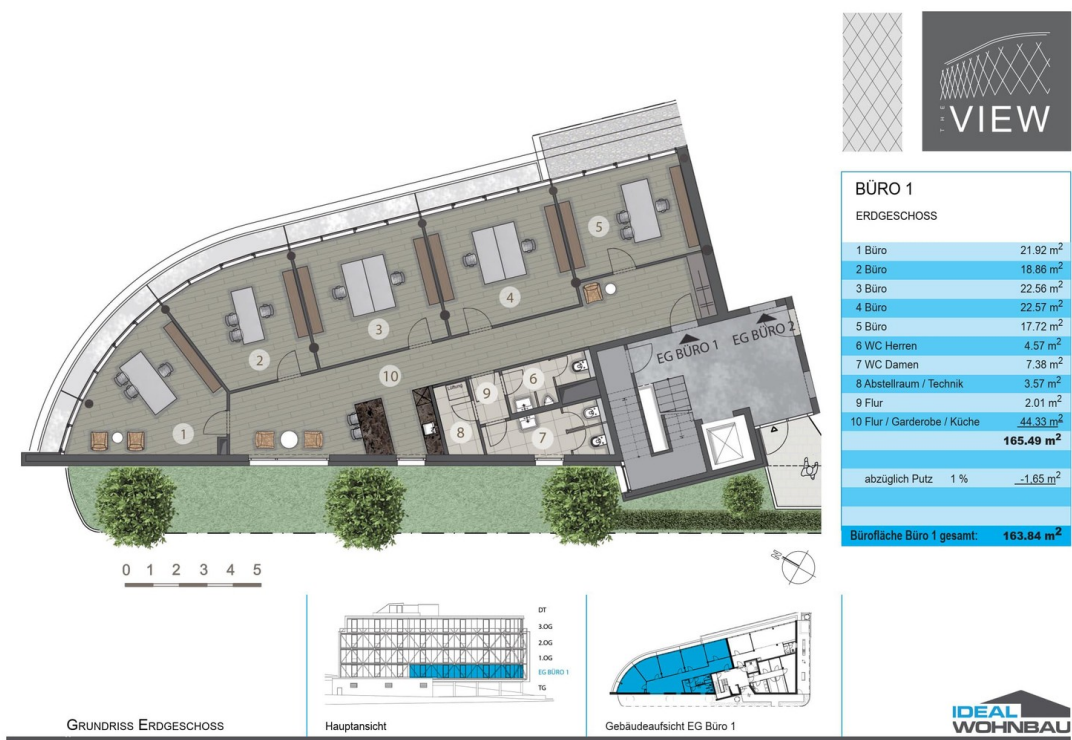 THE
VIEW
BÜRO 1
ERDGESCHOSS
1 Büro 21.92 m²
2 Büro 18.86 m²
3 Büro 22.56 m²
4 Büro 22.57 m²
5 Büro 17.72 m²
6 WC Herren 4.57 m²
7 WC Damen 7.38 m²
8 Abstellraum / Technik 3.57 m²
9 Flur 2.01 m²
10 Flur / Garderobe / Küche 44.33 m²
165.49 m²
abzüglich Putz 1 % -1,65 m²
Bürofläche Büro 1 gesamt: 163.84 m²
5
4
3
2
1
10
9
8
6
7
Lüftung
EG BÜRO 1
EG BÜRO 2
N
0 1 2 3 4 5
DT
3.OG
2.OG
1.OG
EG BÜRO 1
TG
GRUNDRISS ERDGESCHOSS
Hauptansicht
Gebäudeaufsicht EG Büro 1
IDEAL
WOHNBAU